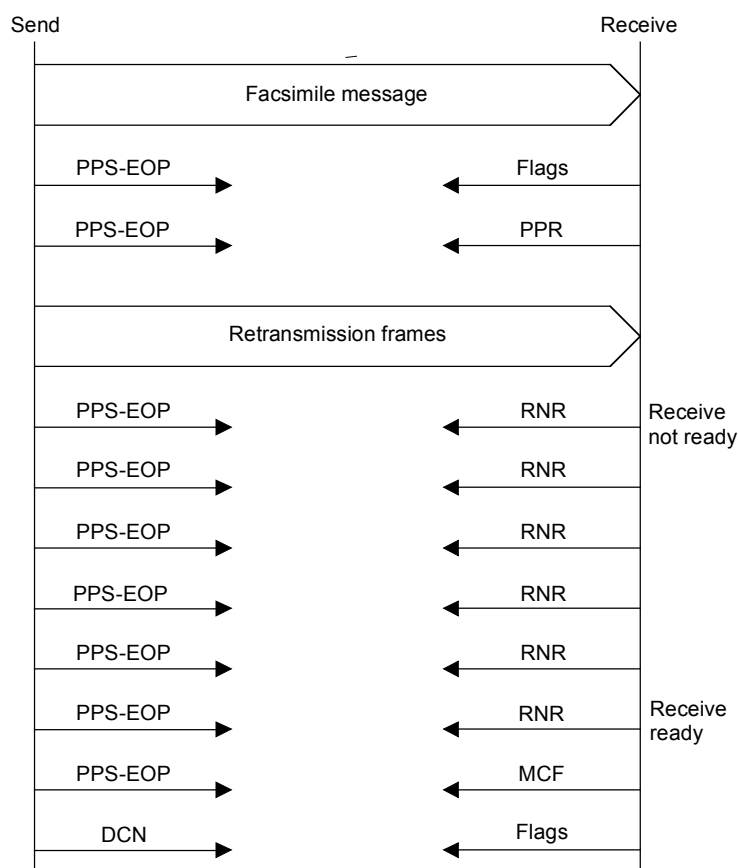 Send Receive
Facsimile message
PPS-EOP Flags
PPS-EOP PPR
Retransmission frames
PPS-EOP RNR Receive
not ready
PPS-EOP RNR
PPS-EOP RNR
PPS-EOP RNR
PPS-EOP RNR
PPS-EOP RNR Receive
ready
PPS-EOP MCF
DCN Flags